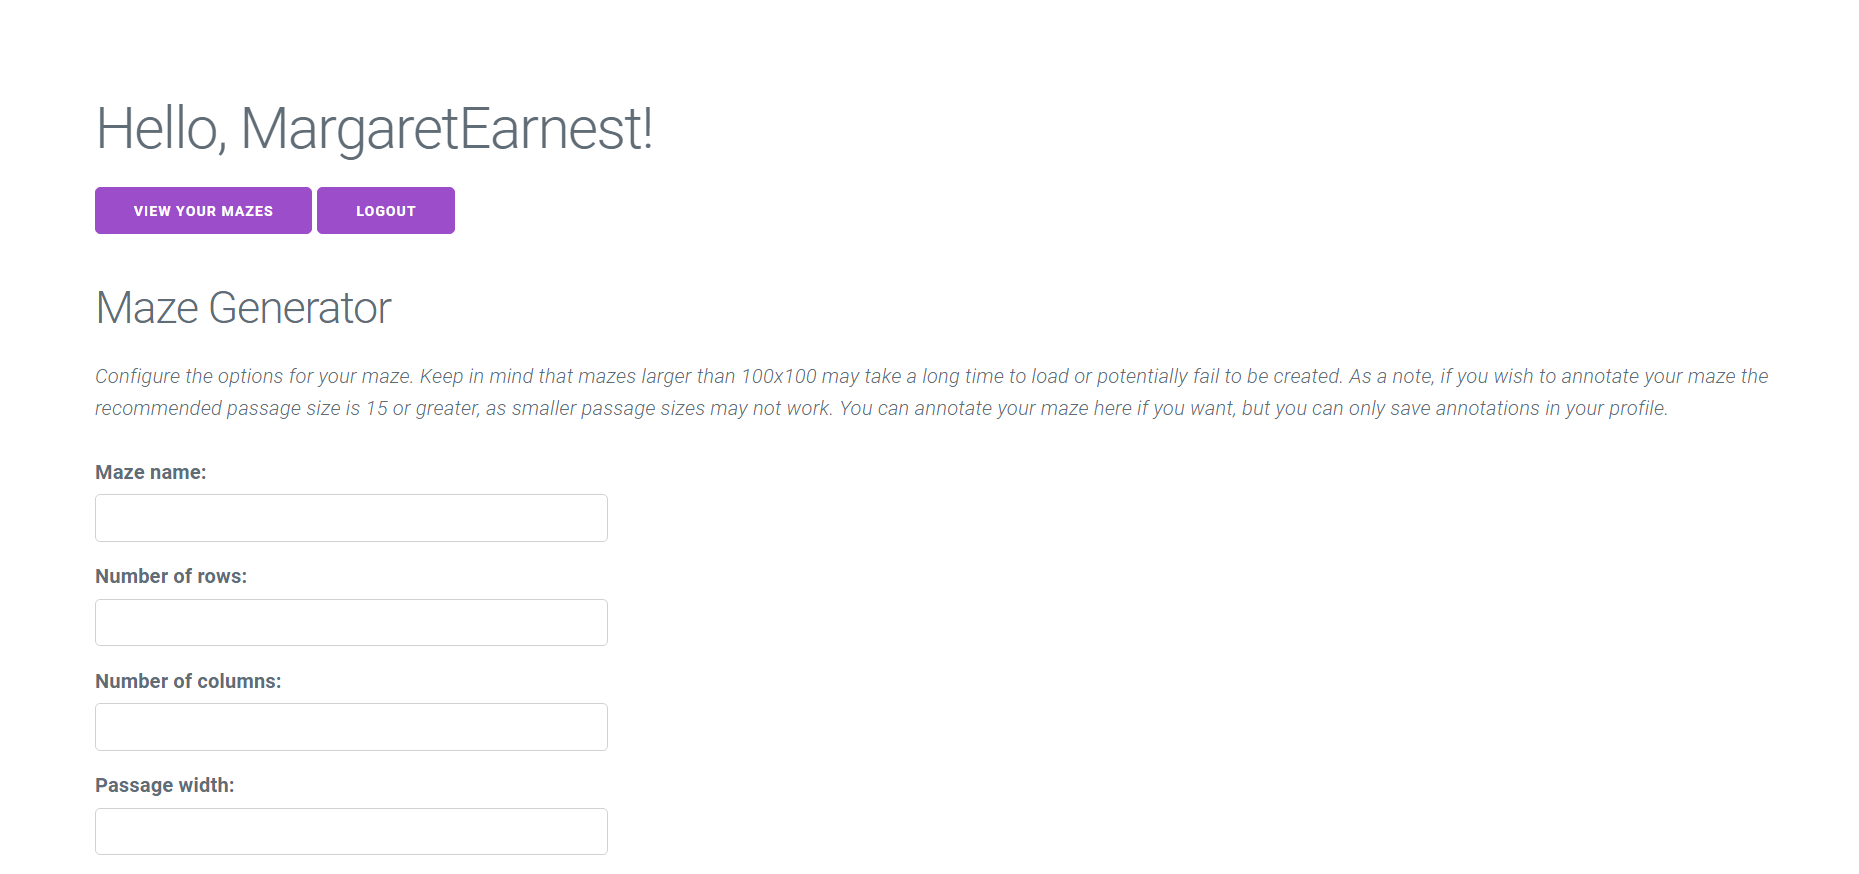 Hello, MargaretEarnest!
VIEW YOUR MAZES LOGOUT
Maze Generator
Configure the options for your maze. Keep in mind that mazes larger than 100x100 may take a long time to load or potentially fail to be created. As a note, if you wish to annotate your maze the
recommended passage size is 15 or greater, as smaller passage sizes may not work. You can annotate your maze here if you want, but you can only save annotations in your profile.
Maze name:
Number of rows:
Number of columns:
Passage width: